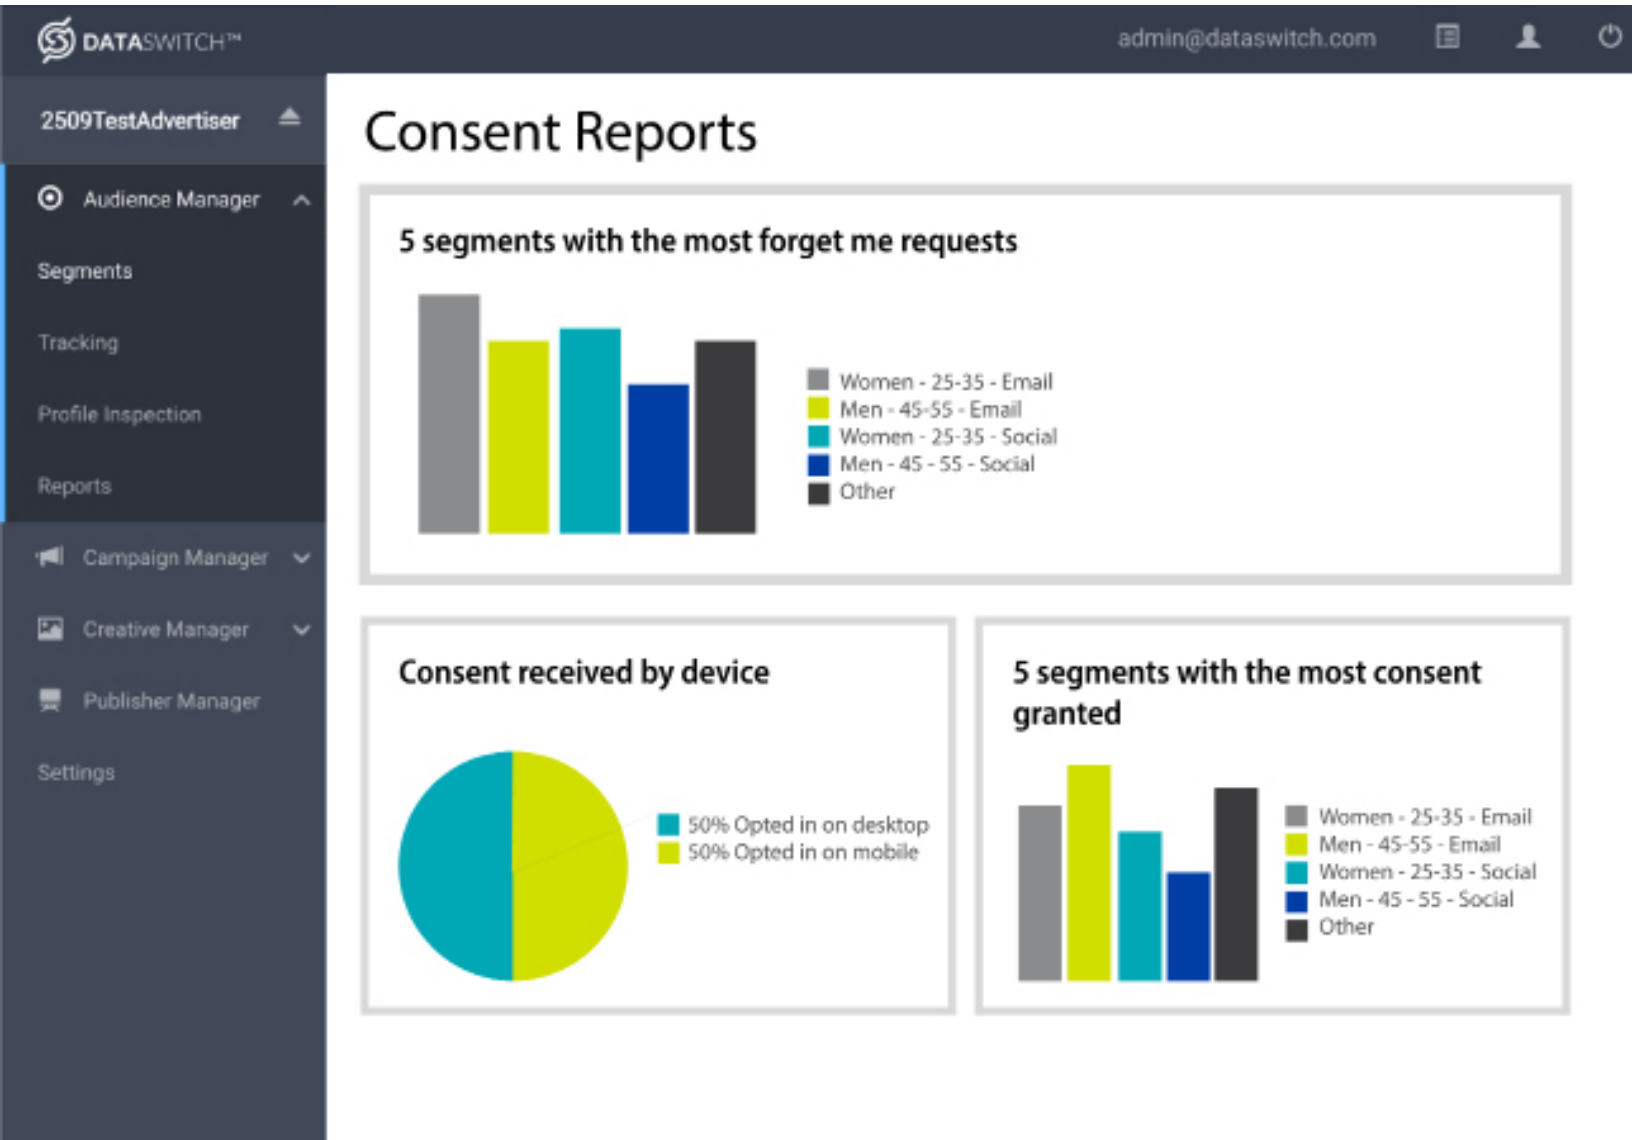 DATASWITCH™
admin@dataswitch.com
2509TestAdvertiser
Audience Manager
Segments
Tracking
Profile Inspection
Reports
Campaign Manager
Creative Manager
Publisher Manager
Settings
Consent Reports
5 segments with the most forget me requests
Women - 25-35 - Email
Men - 45-55 - Email
Women - 25-35 - Social
Men - 45 - 55 - Social
Other
Consent received by device
50% Opted in on desktop
50% Opted in on mobile
5 segments with the most consent
granted
Women - 25-35 - Email
Men - 45-55 - Email
Women - 25-35 - Social
Men - 45 - 55 - Social
Other